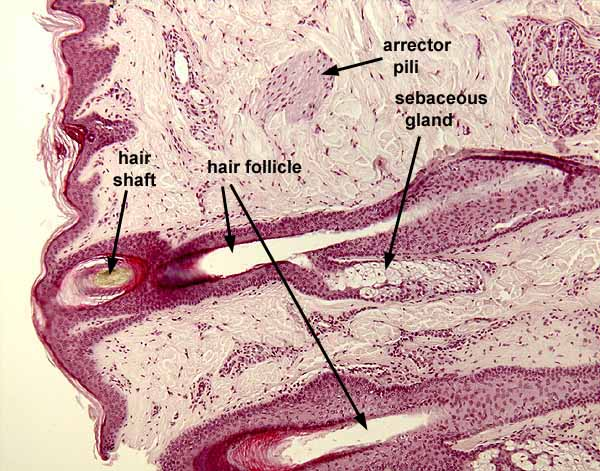 arrector
pili
sebaceous
gland
hair
shaft
hair follicle